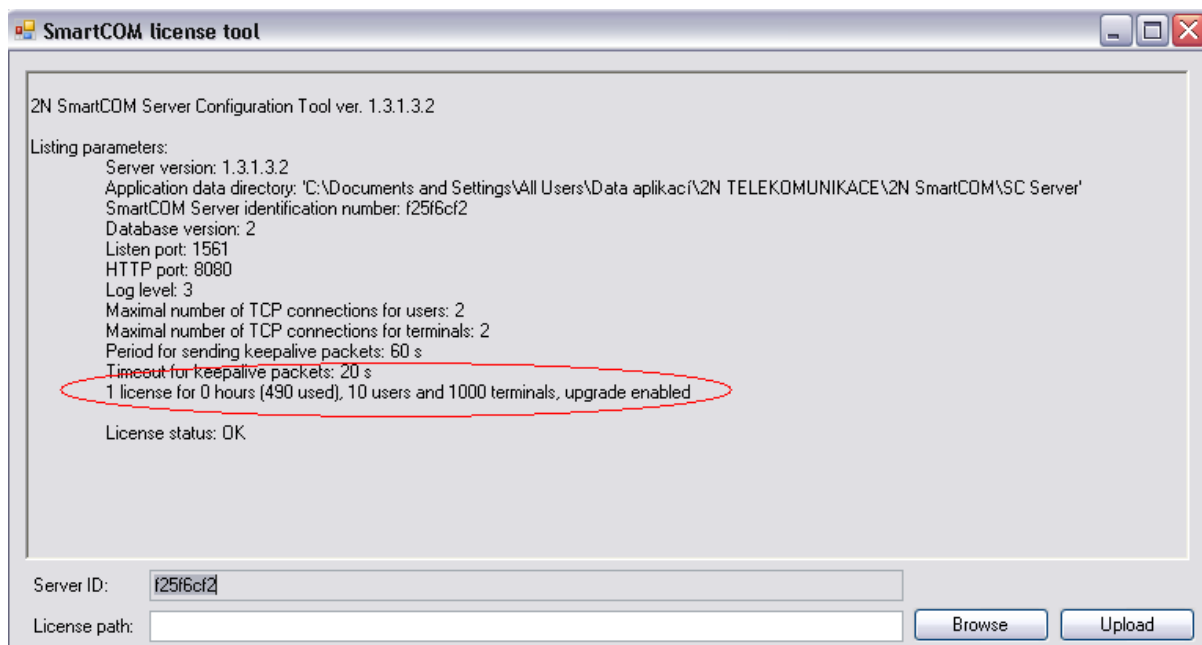 SmartCOM license tool
2N SmartCOM Server Configuration Tool ver. 1.3.1.3.2
Listing parameters:
Server version: 1.3.1.3.2
Application data directory: 'C:\Documents and Settings\All Users\Data aplikací\2N TELEKOMUNIKACE\2N SmartCOM\SC Server'
SmartCOM Server identification number: f25f6cf2
Database version: 2
Listen port: 1561
HTTP port: 8080
Log level: 3
Maximal number of TCP connections for users: 2
Maximal number of TCP connections for terminals: 2
Period for sending keepalive packets: 60 s
Timeout for keepalive packets: 20 s
1 license for 0 hours (490 used), 10 users and 1000 terminals, upgrade enabled
License status: OK
Server ID: f25f6cf2
License path: Browse Upload